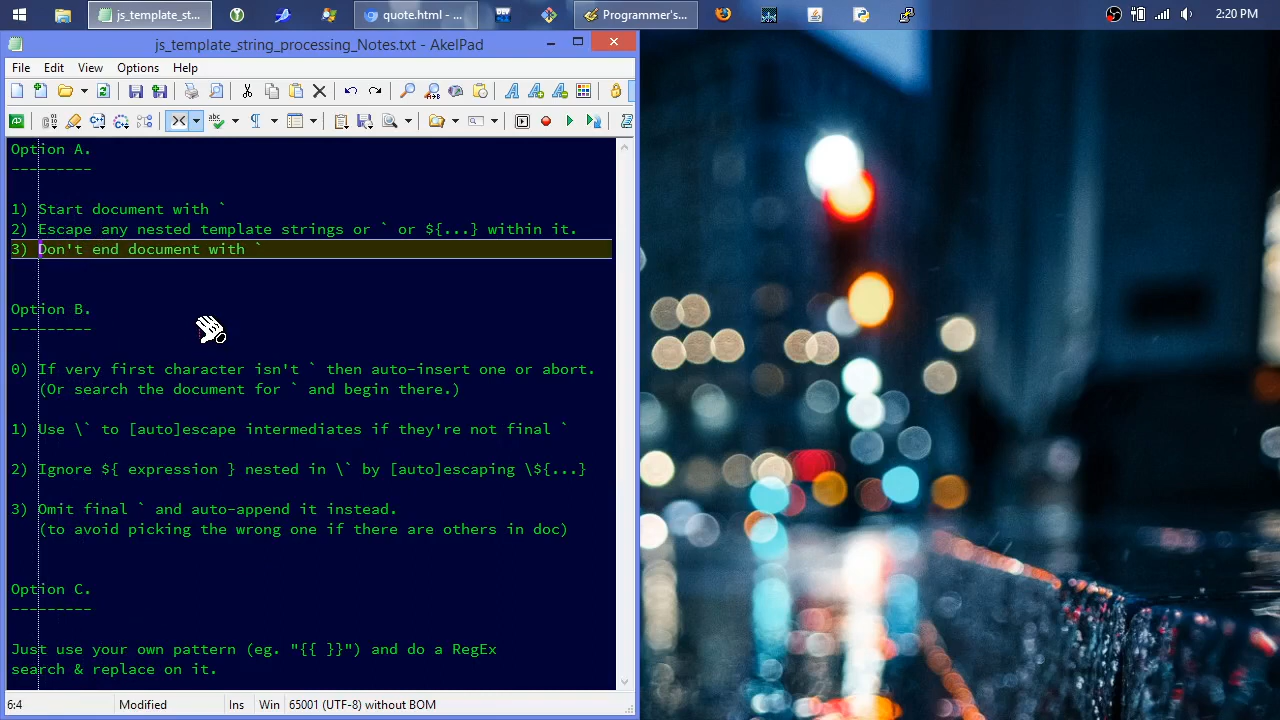 js_template_st...
quote.html - ...
Programmer's...
2:20 PM
js_template_string_processing_Notes.txt - AkelPad
File Edit View Options Help
Option A.
---------
1) Start document with `
2) Escape any nested template strings or ` or ${...} within it.
3) Don't end document with `
Option B.
---------
0) If very first character isn't ` then auto-insert one or abort.
(Or search the document for ` and begin there.)
1) Use \` to [auto]escape intermediates if they're not final `
2) Ignore ${ expression } nested in \` by [auto]escaping \${...}
3) Omit final ` and auto-append it instead.
(to avoid picking the wrong one if there are others in doc)
Option C.
---------
Just use your own pattern (eg. "{{ }}") and do a RegEx
search & replace on it.
6:4 Modified Ins Win 65001 (UTF-8) without BOM